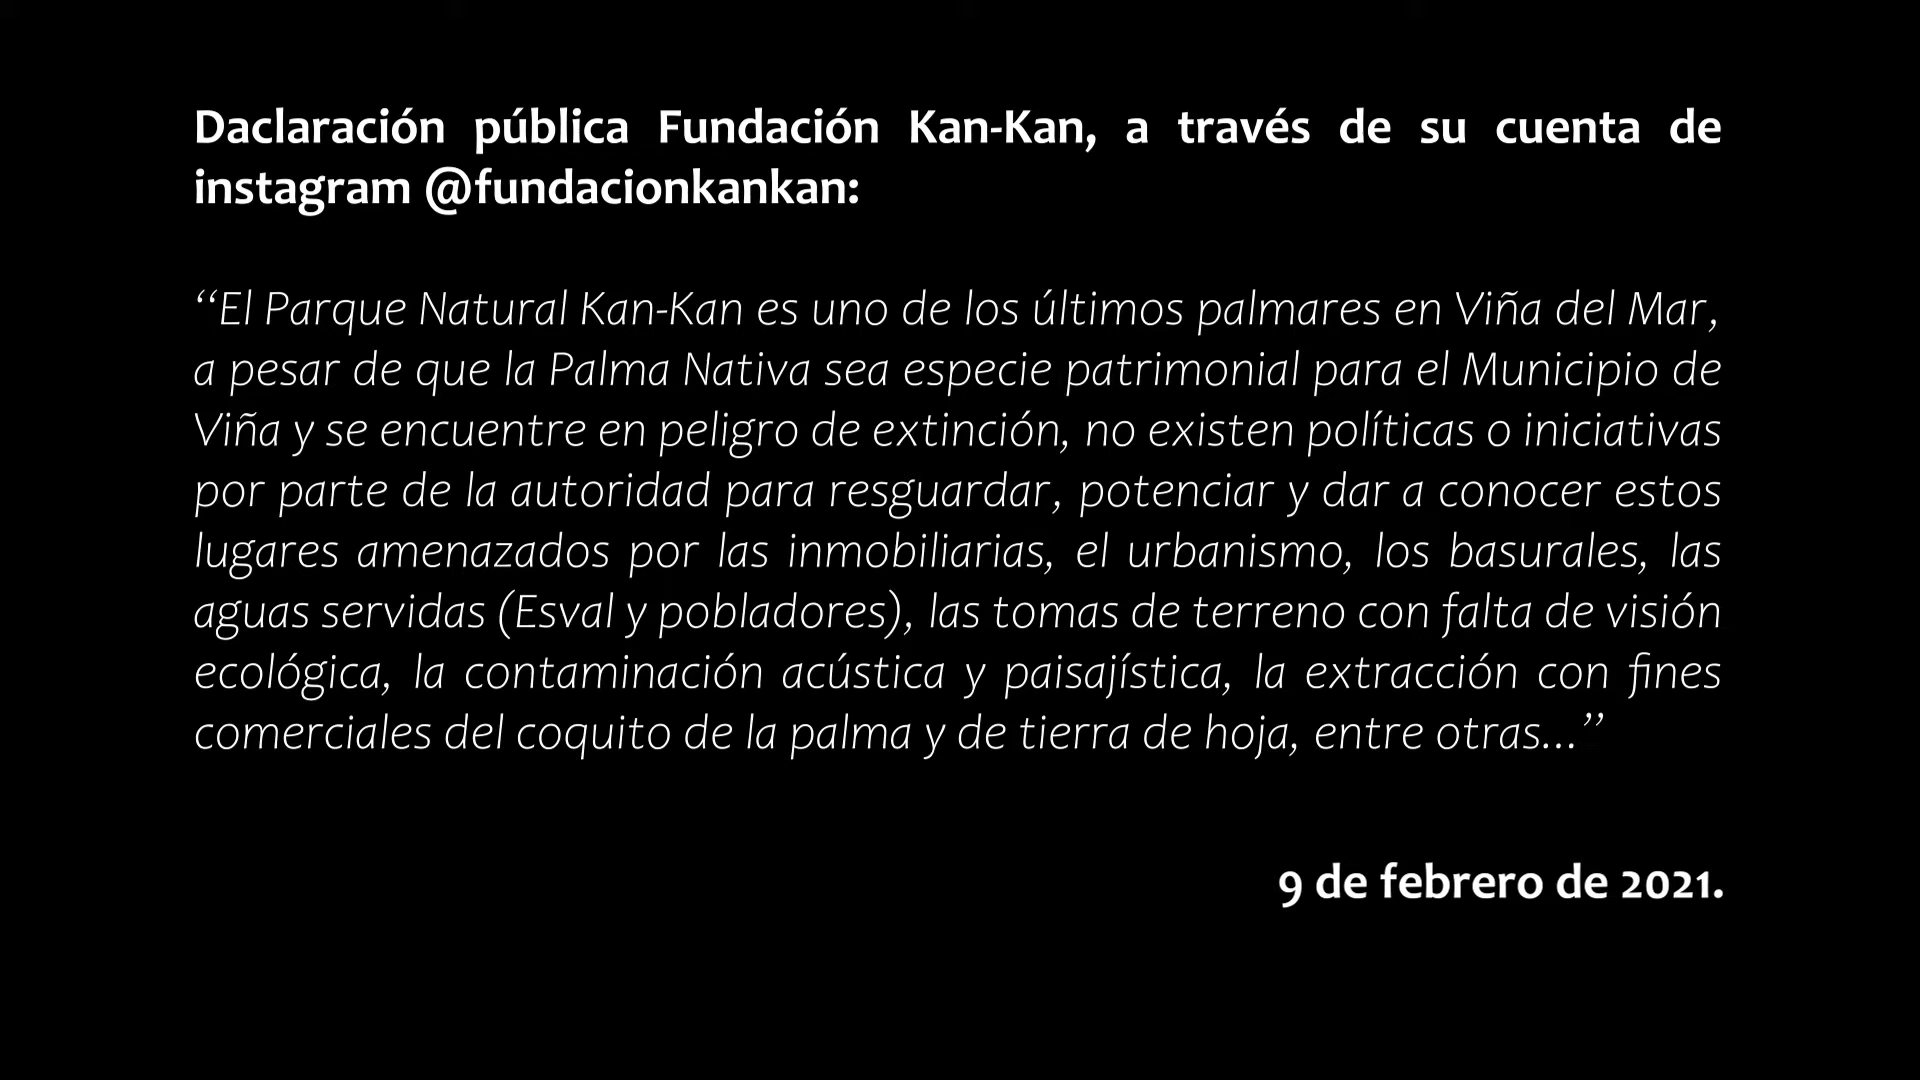 Daclaración pública Fundación Kan-Kan, a través de su cuenta de
instagram @fundacionkankan:
“El Parque Natural Kan-Kan es uno de los últimos palmares en Viña del Mar,
a pesar de que la Palma Nativa sea especie patrimonial para el Municipio de
Viña y se encuentre en peligro de extinción, no existen políticas o iniciativas
por parte de la autoridad para resguardar, potenciar y dar a conocer estos
lugares amenazados por las inmobiliarias, el urbanismo, los basurales, las
aguas servidas (Esval y pobladores), las tomas de terreno con falta de visión
ecológica, la contaminación acústica y paisajística, la extracción con fines
comerciales del coquito de la palma y de tierra de hoja, entre otras...”
9 de febrero de 2021.